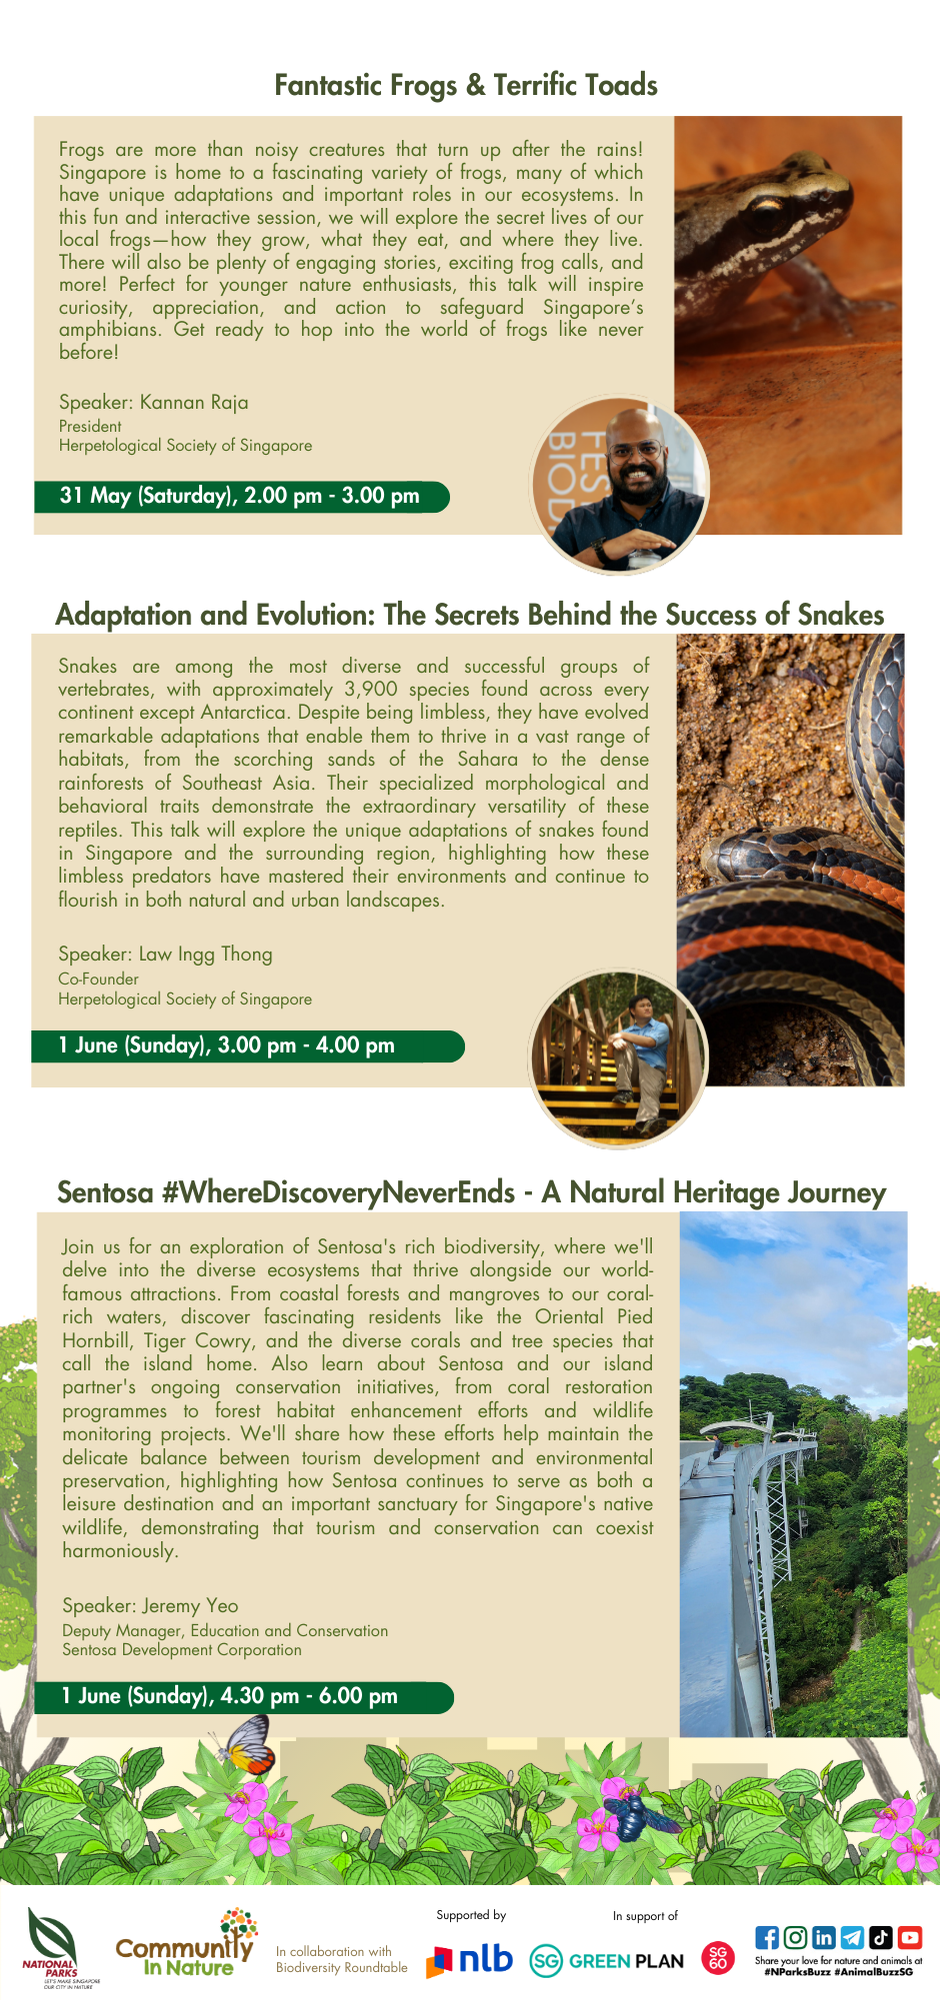 Fantastic Frogs & Terrific Toads
Frogs are more than noisy creatures that turn up after the rains!
Singapore is home to a fascinating variety of frogs, many of which
have unique adaptations and important roles in our ecosystems. In
this fun and interactive session, we will explore the secret lives of our
local frogs—how they grow, what they eat, and where they live.
There will also be plenty of engaging stories, exciting frog calls, and
more! Perfect for younger nature enthusiasts, this talk will inspire
curiosity, appreciation, and action to safeguard Singapore's
amphibians. Get ready to hop into the world of frogs like never
before!
Speaker: Kannan Raja
President
Herpetological Society of Singapore
FES
BIOD
31 May (Saturday), 2.00 pm - 3.00 pm
Adaptation and Evolution: The Secrets Behind the Success of Snakes
Snakes are among the most diverse and successful groups of
vertebrates, with approximately 3,900 species found across every
continent except Antarctica. Despite being limbless, they have evolved
remarkable adaptations that enable them to thrive in a vast range of
habitats, from the scorching sands of the Sahara to the dense
rainforests of Southeast Asia. Their specialized morphological and
behavioral traits demonstrate the extraordinary versatility of these
reptiles. This talk will explore the unique adaptations of snakes found
in Singapore and the surrounding region, highlighting how these
limbless predators have mastered their environments and continue to
flourish in both natural and urban landscapes.
Speaker: Law Ingg Thong
Co-Founder
Herpetological Society of Singapore
1 June (Sunday), 3.00 pm - 4.00 pm
Sentosa #WhereDiscoveryNeverEnds - A Natural Heritage Journey
Join us for an exploration of Sentosa's rich biodiversity, where we'll
delve into the diverse ecosystems that thrive alongside our world-
famous attractions. From coastal forests and mangroves to our coral-
rich waters, discover fascinating residents like the Oriental Pied
Hornbill, Tiger Cowry, and the diverse corals and tree species that
call the island home. Also learn about Sentosa and our island
partner's ongoing conservation initiatives, from coral restoration
programmes to forest habitat enhancement efforts and wildlife
monitoring projects. We'll share how these efforts help maintain the
delicate balance between tourism development and environmental
preservation, highlighting how Sentosa continues to serve as both a
leisure destination and an important sanctuary for Singapore's native
wildlife, demonstrating that tourism and conservation can coexist
harmoniously.
Speaker: Jeremy Yeo
Deputy Manager, Education and Conservation
Sentosa Development Corporation
1 June (Sunday), 4.30 pm - 6.00 pm
NATIONAL
PARKS
LET'S MAKE SINGAPORE
OUR CITY IN NATURE
Community
In Nature
In collaboration with
Biodiversity Roundtable
Supported by
nlb
In support of
SG GREEN PLAN
SG
60
Share your love for nature and animals at
#NParksBuzz #AnimalBuzzSG